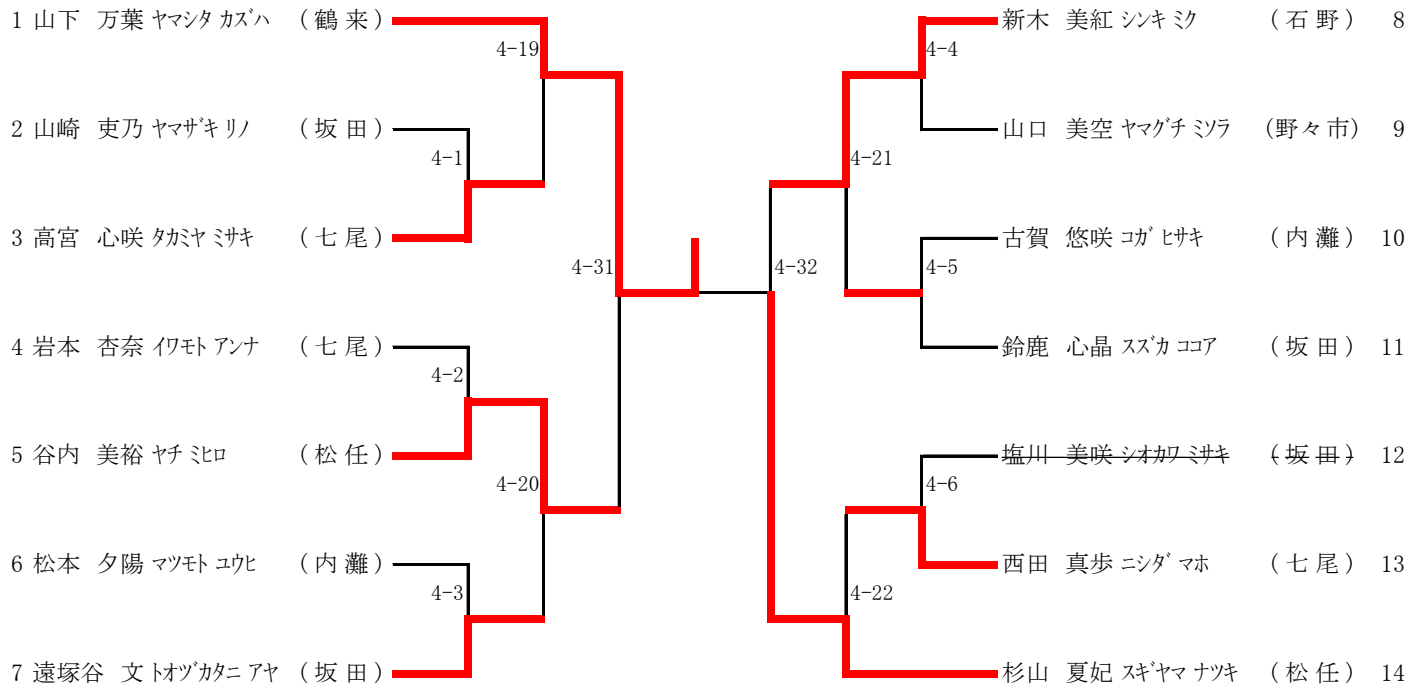 1 山下 万葉 ヤマシタ カズハ (鶴来)
4-19
2 山崎 吏乃 ヤマザキ リノ (坂田)
4-1
3 高宮 心咲 タカミヤ ミサキ (七尾)
4-31
4 岩本 杏奈 イワモト アンナ (七尾)
4-2
5 谷内 美裕 ヤチ ミヒロ (松任)
4-20
6 松本 夕陽 マツモト ユウヒ (内灘)
4-3
7 遠塚谷 文 トオヅカタニ アヤ (坂田)
新木 美紅 シンキ ミク (石野) 8
4-4
山口 美空 ヤマグチ ミソラ (野々市) 9
4-21
古賀 悠咲 コガ ヒサキ (内灘) 10
4-32
4-5
鈴鹿 心晶 スズカ ココア (坂田) 11
塩川 美咲 シオカワ ミサキ (坂田) 12
4-6
西田 真歩 ニシダ マホ (七尾) 13
4-22
杉山 夏妃 スギヤマ ナツキ (松任) 14